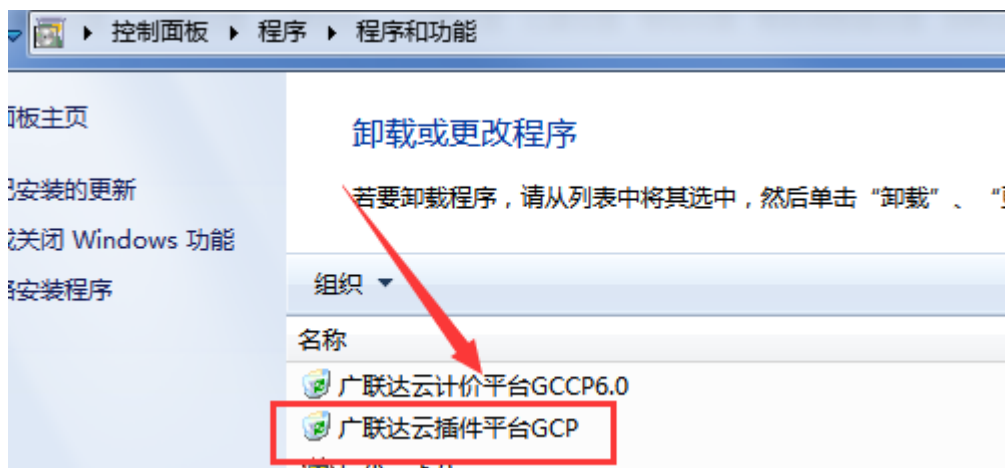 控制面板 ▸ 程序 ▸ 程序和功能
面板主页
卸载或更改程序
已安装的更新
若要卸载程序，请从列表中将其选中，然后单击“卸载”、“
或关闭 Windows 功能
组织
络安装程序
名称
广联达云计价平台GCCP6.0
广联达云插件平台GCP